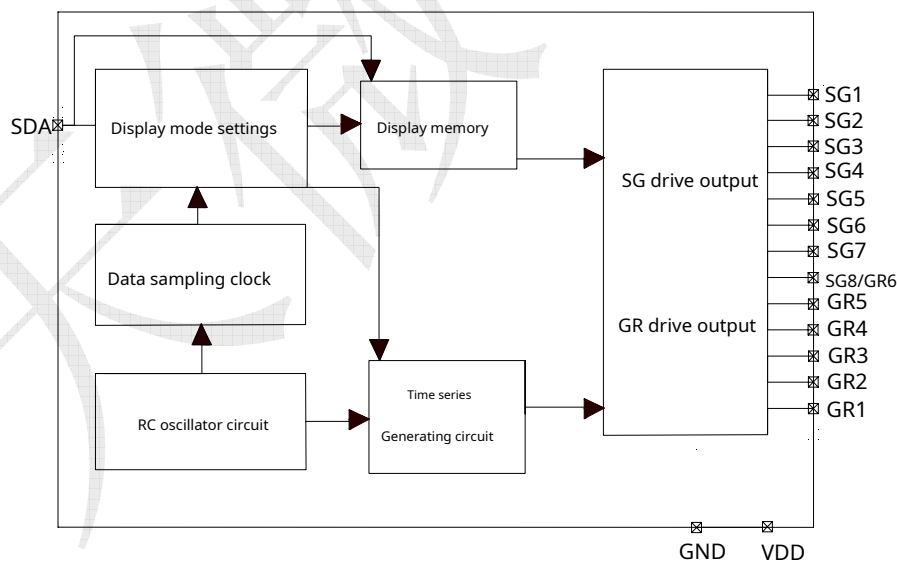 SDA
Display mode settings
Display memory
Data sampling clock
RC oscillator circuit
Time series
Generating circuit
SG drive output
GR drive output
SG1
SG2
SG3
SG4
SG5
SG6
SG7
SG8/GR6
GR5
GR4
GR3
GR2
GR1
GND
VDD